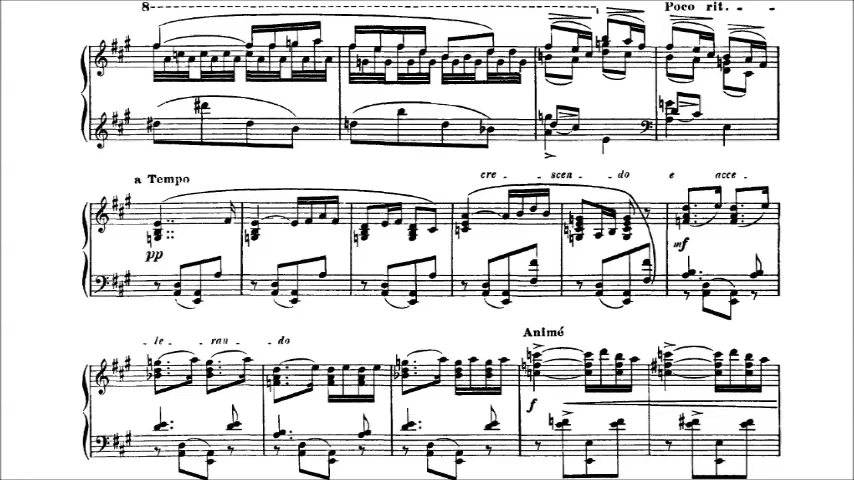 8
Poco rit.
a Tempo
cre - scen - do e acce -
pp
mf
- le - ran - do
Animé
f